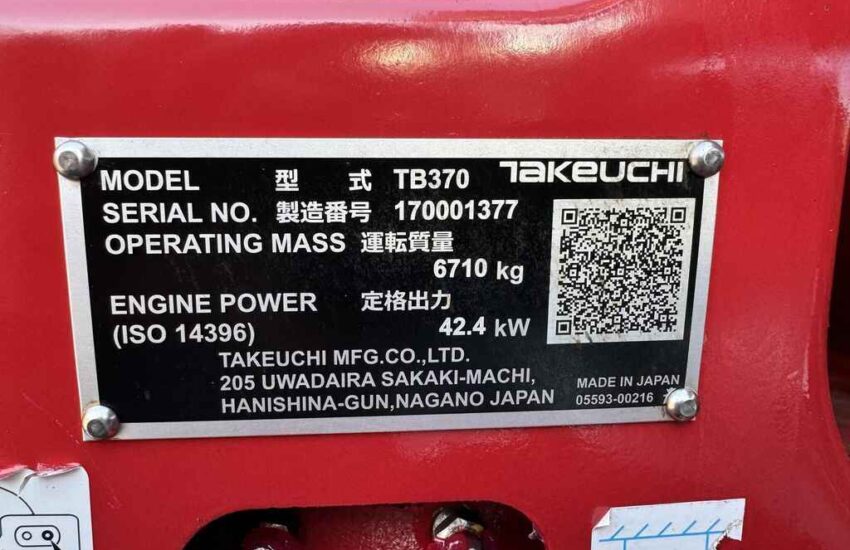 TAKEUCHI
MODEL 型 式 TB370
SERIAL NO. 製造番号 170001377
OPERATING MASS 運転質量
6710 kg
ENGINE POWER 定格出力
(ISO 14396) 42.4 kW
TAKEUCHI MFG.CO.,LTD.
205 UWADAIRA SAKAKI-MACHI,
HANISHINA-GUN,NAGANO JAPAN
MADE IN JAPAN
05593-00216